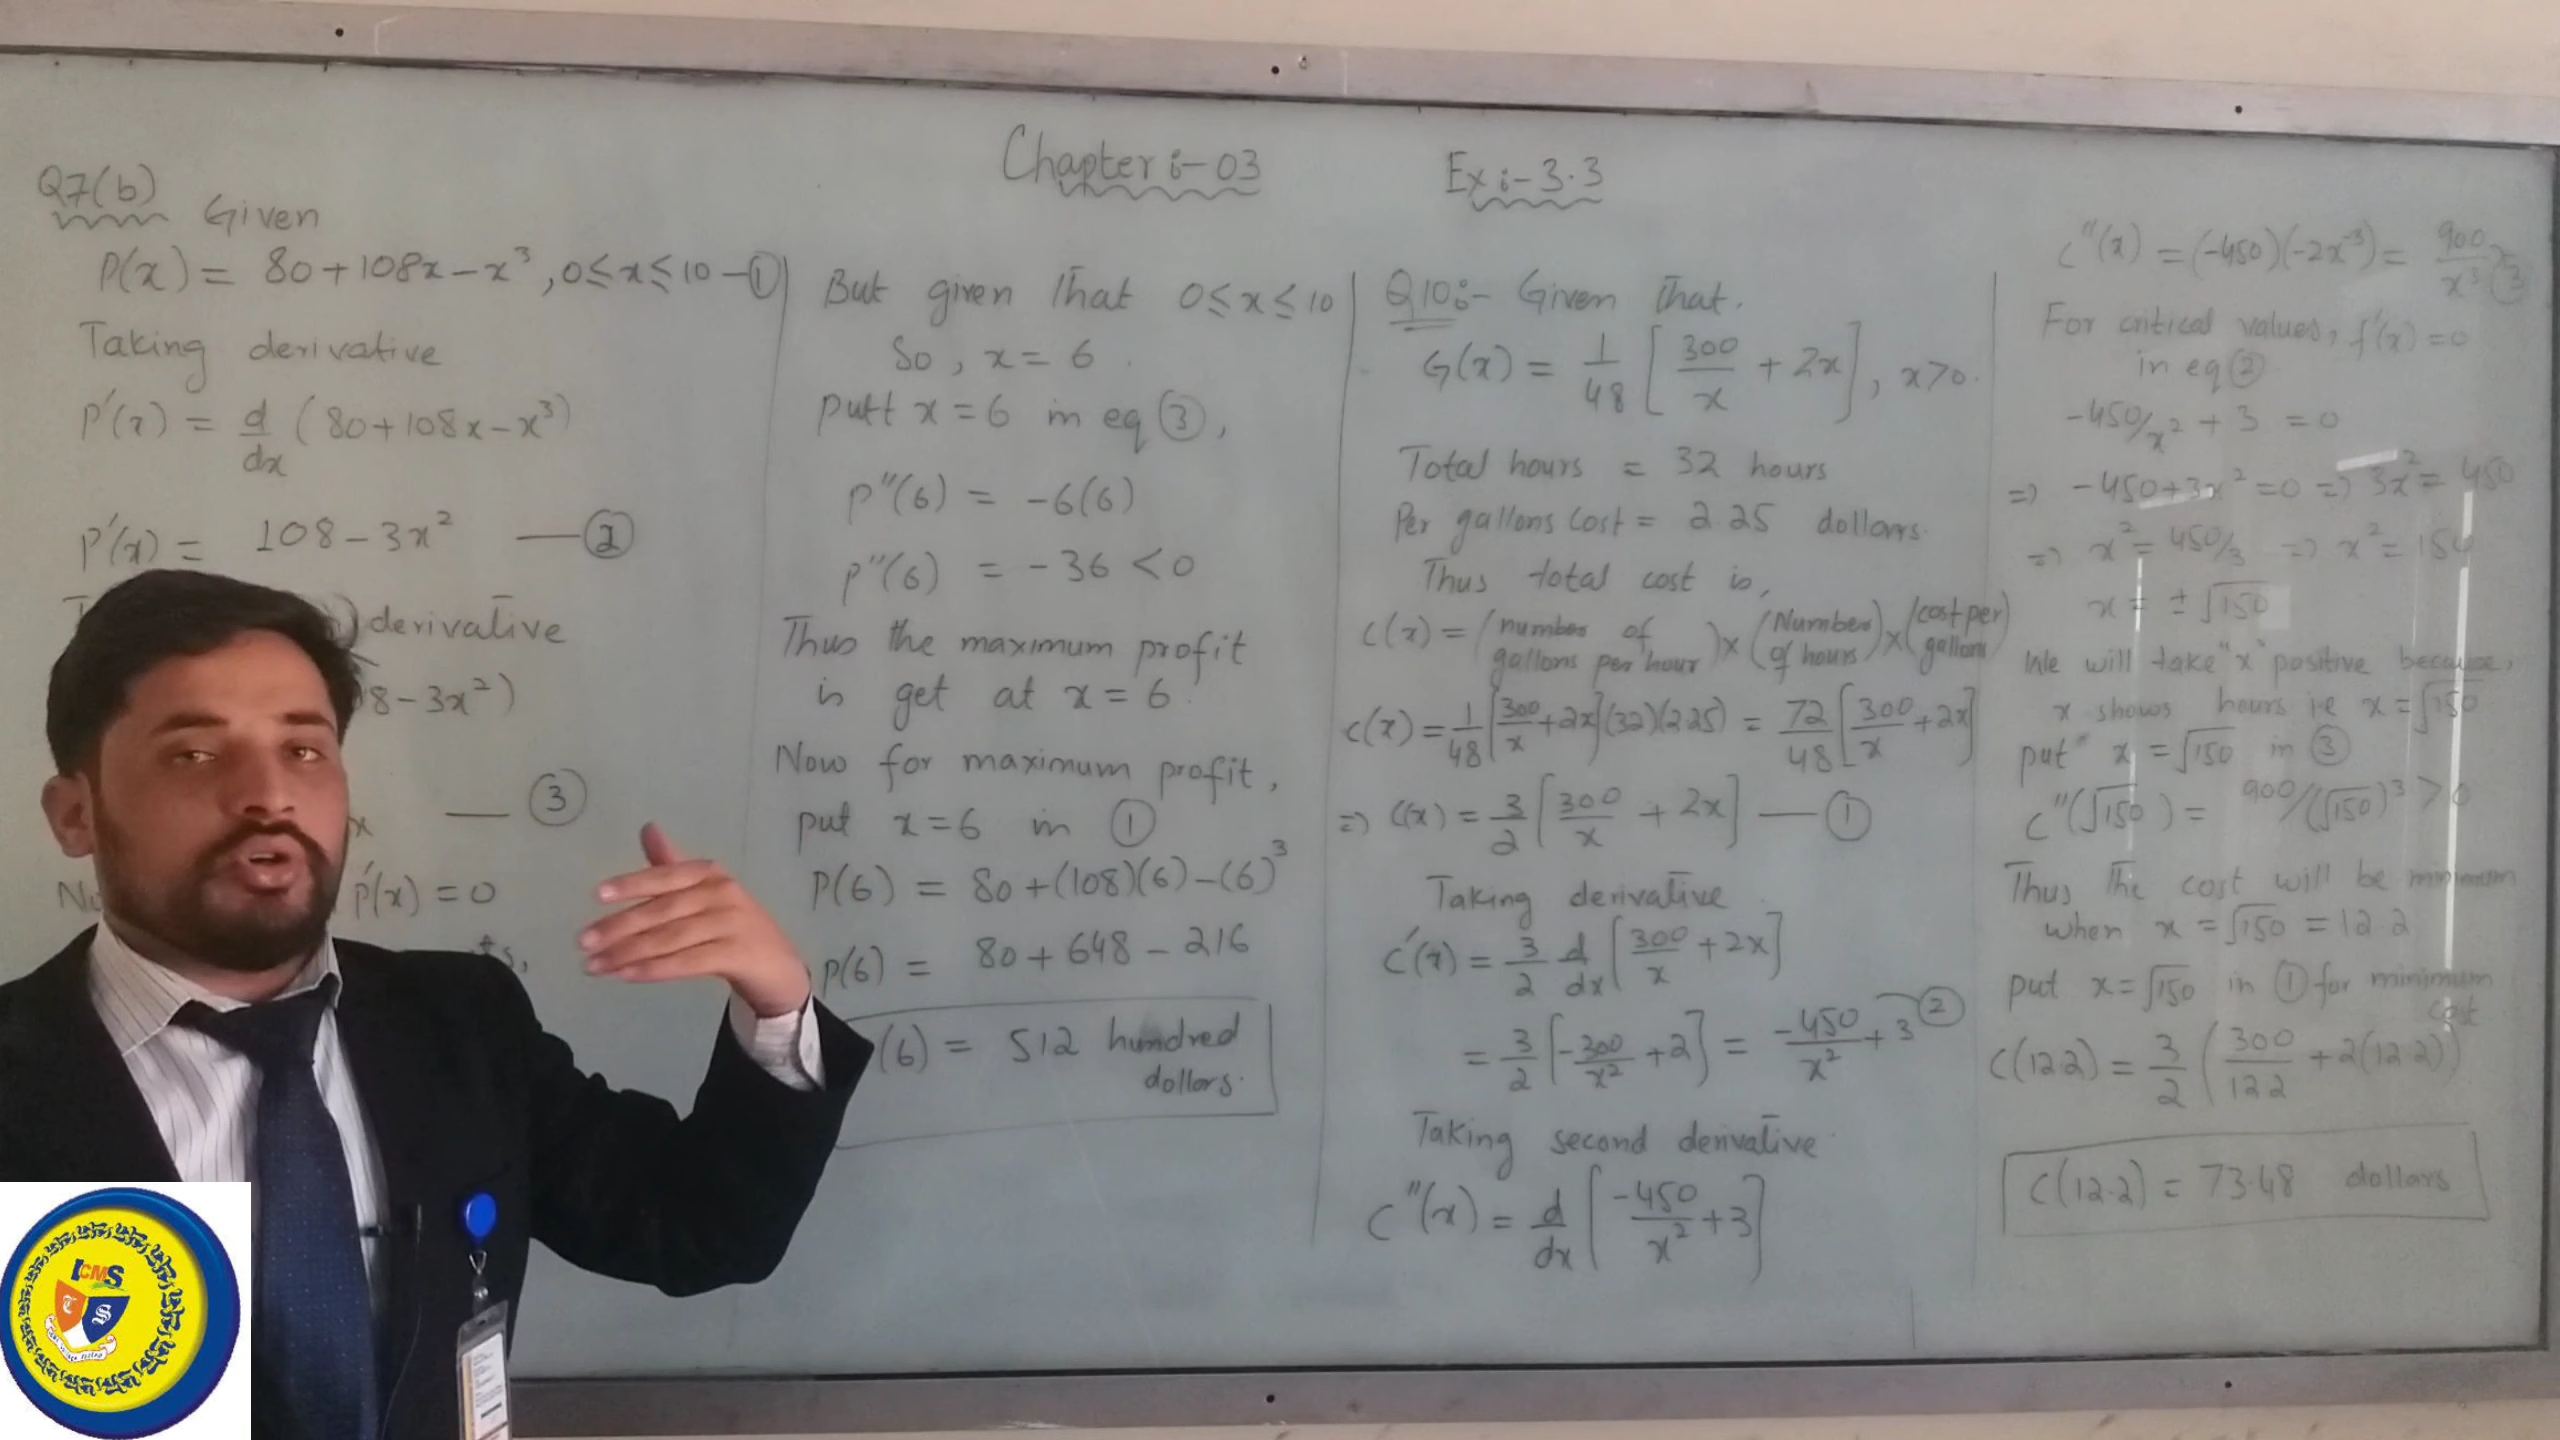 Chapter :- 03
Ex :- 3.3
Q7(b)
Given
P(x) = 80+108x-x³, 0≤x≤10 —①
Taking derivative
P'(x) = d/dx (80+108x-x³)
P'(x) = 108-3x² —②
derivative
8-3x²)
x —③
P'(x) = 0
ts,
But given that 0≤x≤10
So, x = 6.
putt x = 6 in eq ③,
P''(6) = -6(6)
P''(6) = -36 < 0
Thus the maximum profit
is get at x = 6.
Now for maximum profit,
put x=6 in ①
P(6) = 80+(108)(6)-(6)³
P(6) = 80+648-216
(6) = 512 hundred
dollars.
Q10:- Given that.
G(x) = 1/48 [300/x + 2x], x>0.
Total hours = 32 hours
Per gallons cost = 2.25 dollars.
Thus total cost is,
C(x) = (number of gallons per hour) × (Number of hours) × (cost per gallons)
C(x) = 1/48 [300/x + 2x](32)(2.25) = 72/48 [300/x + 2x]
=> C(x) = 3/2 [300/x + 2x] —①
Taking derivative
C'(x) = 3/2 d/dx [300/x + 2x]
= 3/2 [-300/x² + 2] = -450/x² + 3 —②
Taking second derivative
C''(x) = d/dx [-450/x² + 3]
C''(x) = (-450)(-2x⁻³) = 900/x³ ③
For critical values, f'(x) = 0
in eq ②
-450/x² + 3 = 0
=> -450+3x² = 0 => 3x² = 450
=> x² = 450/3 => x² = 150
x = ±√150
We will take "x" positive because,
x shows hours i.e x = √150
put x = √150 in ③
C''(√150) = 900/(√150)³ > 0
Thus the cost will be minimum
when x = √150 = 12.2
put x = √150 in ① for minimum
cost
C(12.2) = 3/2 (300/12.2 + 2(12.2))
C(12.2) = 73.48 dollars
ICMS
T S